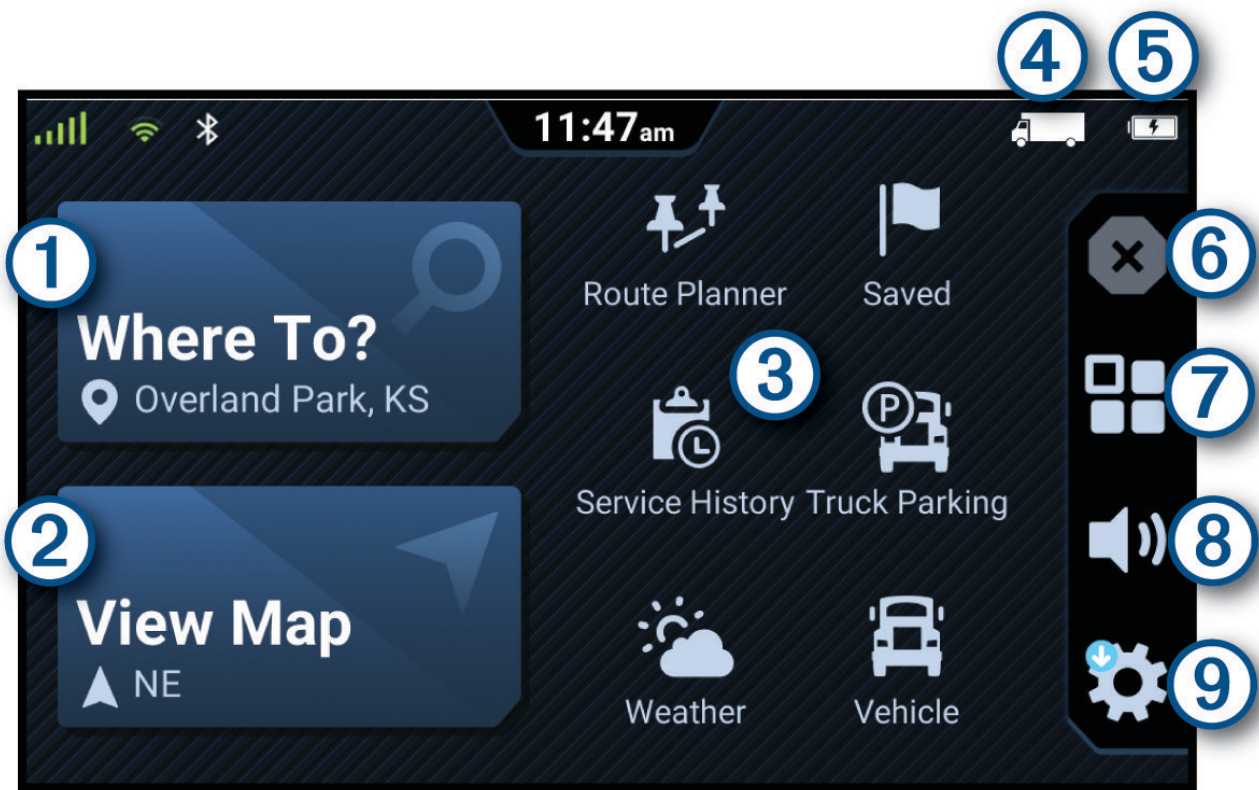 4
5
11:47am
1
Where To?
Overland Park, KS
Route Planner
Saved
6
3
7
P
Service History
Truck Parking
2
View Map
NE
8
Weather
Vehicle
9